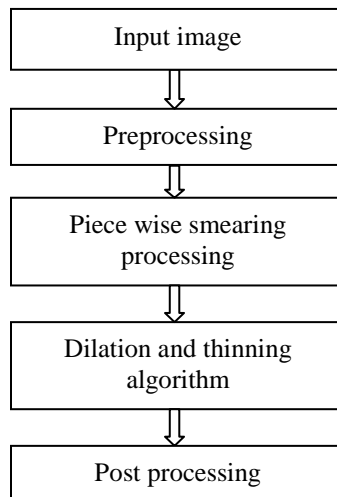 Input image
Preprocessing
Piece wise smearing
processing
Dilation and thinning
algorithm
Post processing